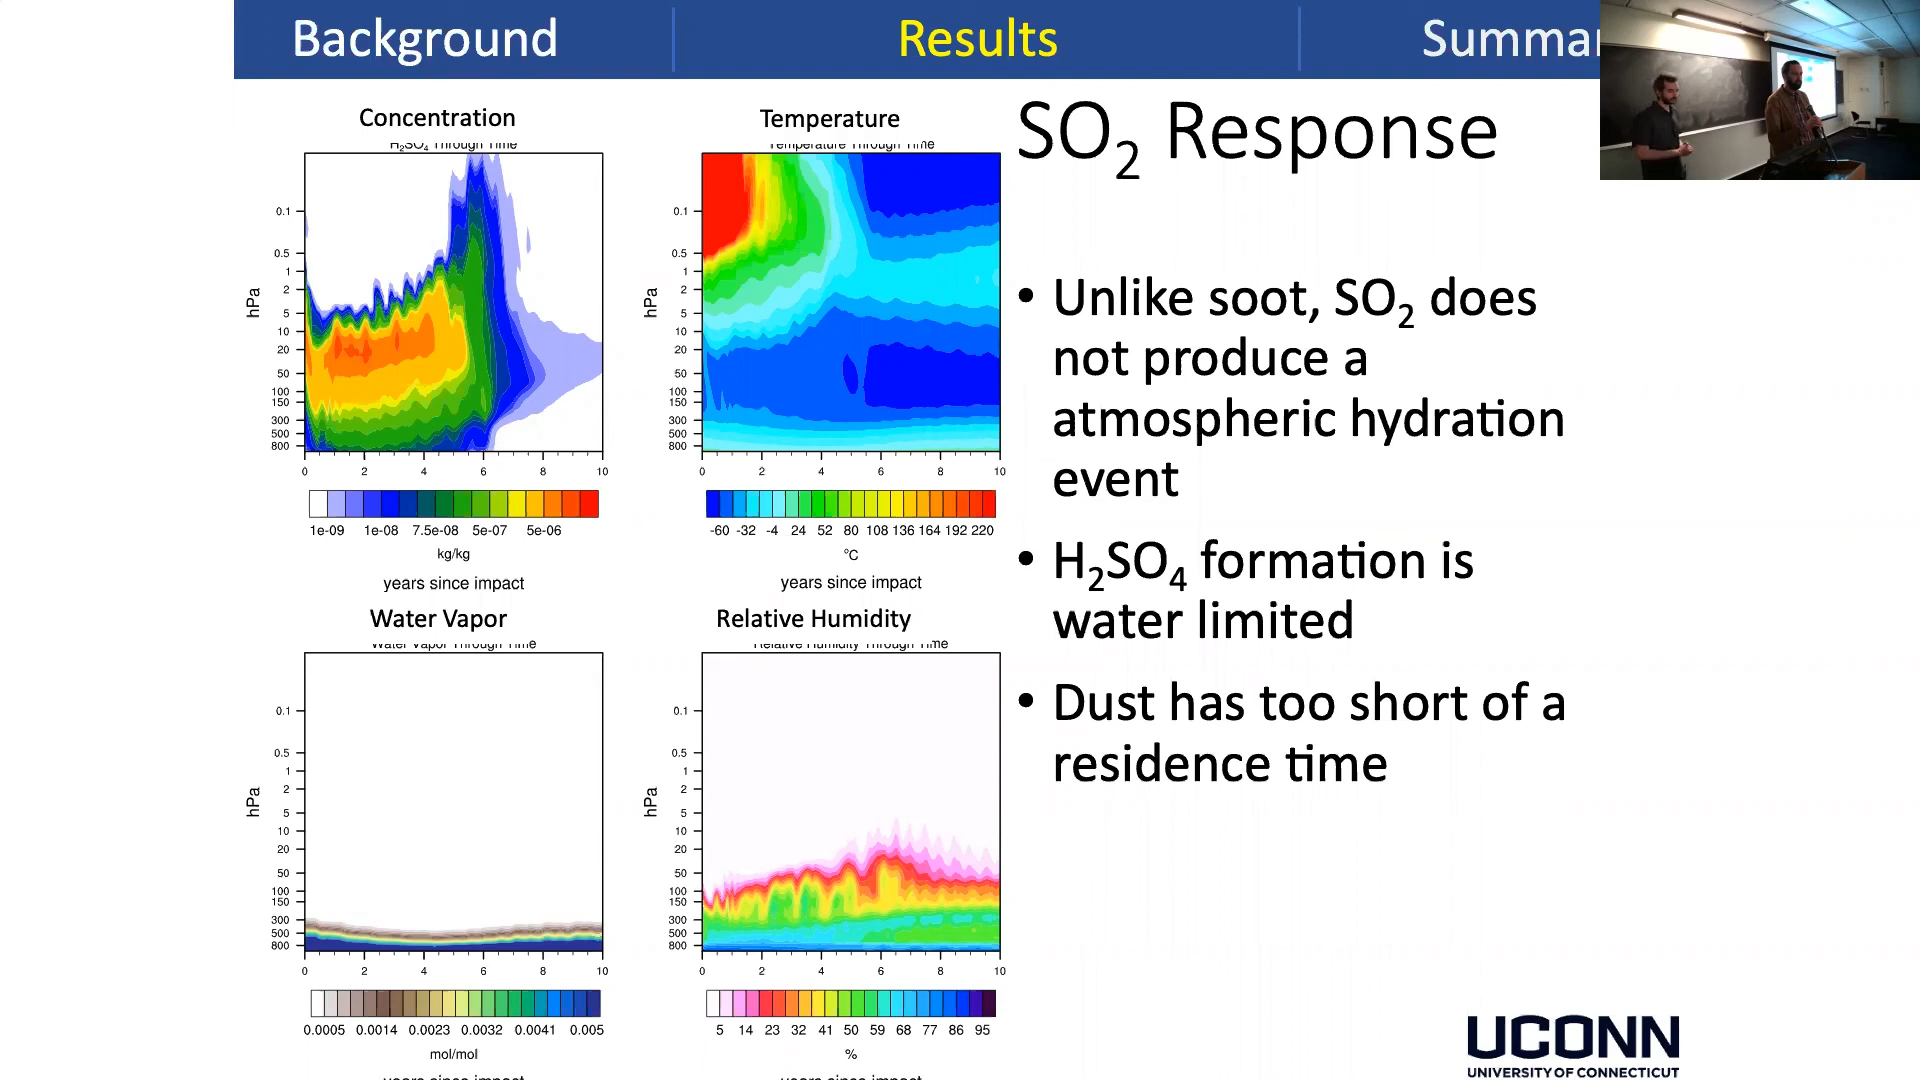 Background
Results
Summar
SO2 Response
Concentration
H2SO4 Through Time
hPa
0.1
0.5
1
2
5
10
20
50
100
150
300
500
800
0 2 4 6 8 10
1e-09 1e-08 7.5e-08 5e-07 5e-06
kg/kg
years since impact
Temperature
Temperature Through Time
hPa
0.1
0.5
1
2
5
10
20
50
100
150
300
500
800
0 2 4 6 8 10
-60 -32 -4 24 52 80 108 136 164 192 220
°C
years since impact
Water Vapor
Water Vapor Through Time
hPa
0.1
0.5
1
2
5
10
20
50
100
150
300
500
800
0 2 4 6 8 10
0.0005 0.0014 0.0023 0.0032 0.0041 0.005
mol/mol
years since impact
Relative Humidity
Relative Humidity Through Time
hPa
0.1
0.5
1
2
5
10
20
50
100
150
300
500
800
0 2 4 6 8 10
5 14 23 32 41 50 59 68 77 86 95
%
years since impact
• Unlike soot, SO2 does
not produce a
atmospheric hydration
event
• H2SO4 formation is
water limited
• Dust has too short of a
residence time
UCONN
UNIVERSITY OF CONNECTICUT